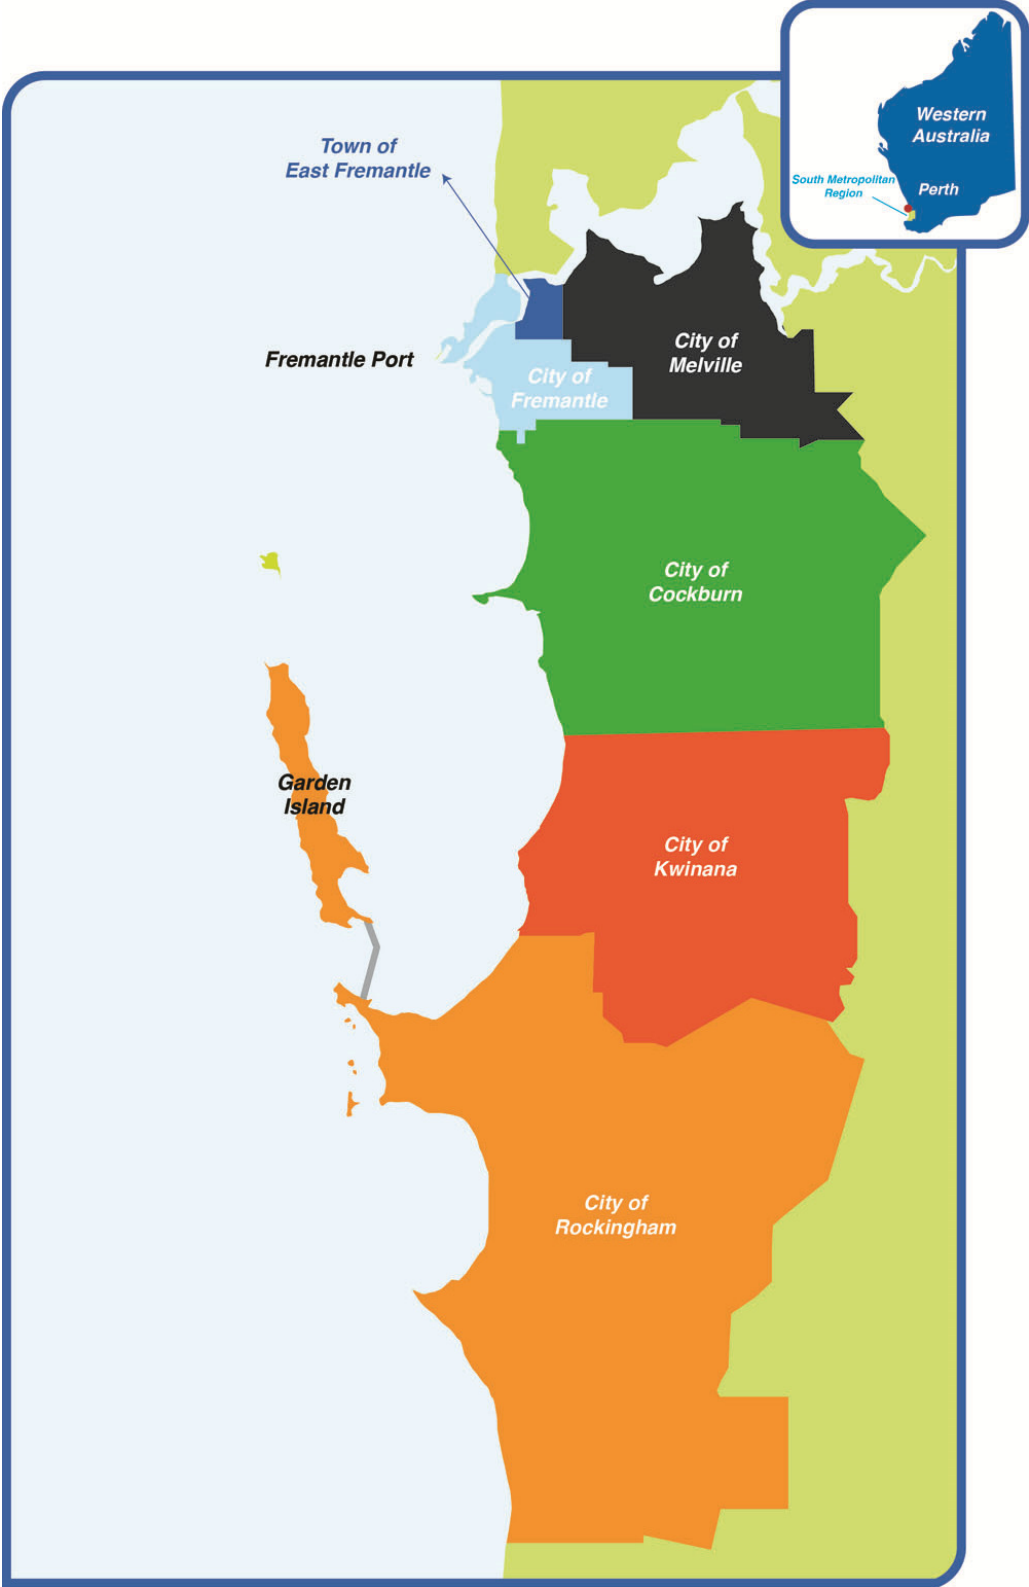 Western
Australia
South Metropolitan
Region
Perth
Town of
East Fremantle
Fremantle Port
City of
Melville
City of
Fremantle
City of
Cockburn
Garden
Island
City of
Kwinana
City of
Rockingham